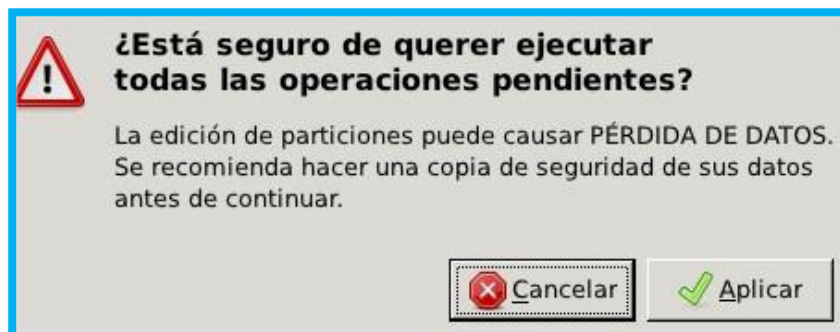 ¿Está seguro de querer ejecutar
todas las operaciones pendientes?
La edición de particiones puede causar PÉRDIDA DE DATOS.
Se recomienda hacer una copia de seguridad de sus datos
antes de continuar.
Cancelar
Aplicar